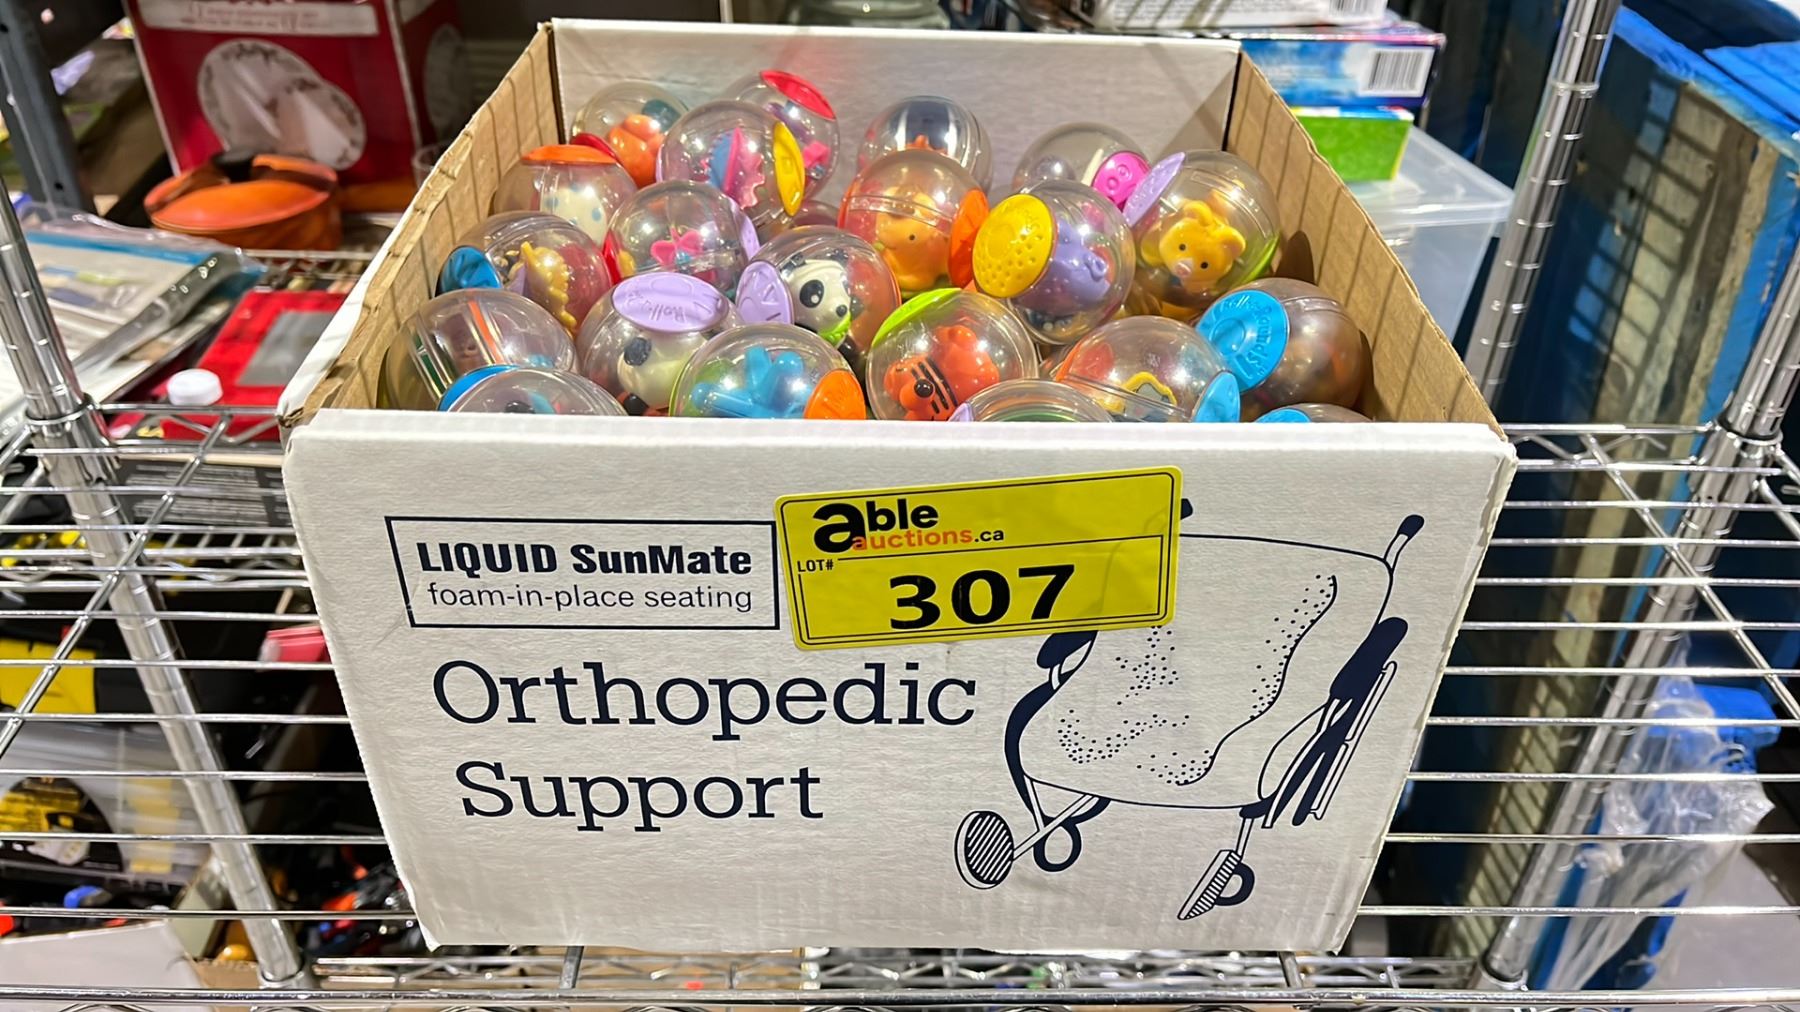 able
auctions.ca
LOT#
307
LIQUID SunMate
foam-in-place seating
Orthopedic
Support